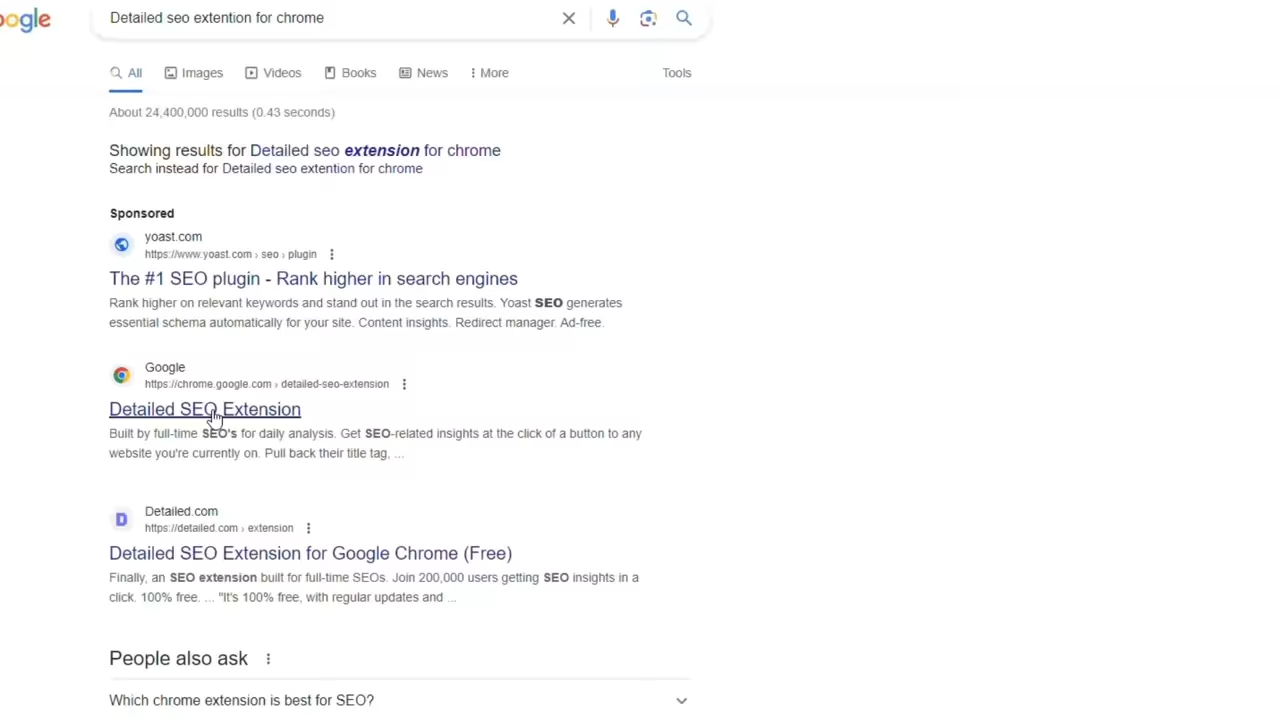 oogle
Detailed seo extention for chrome
All Images Videos Books News More Tools
About 24,400,000 results (0.43 seconds)
Showing results for Detailed seo extension for chrome
Search instead for Detailed seo extention for chrome
Sponsored
yoast.com
https://www.yoast.com › seo › plugin
The #1 SEO plugin - Rank higher in search engines
Rank higher on relevant keywords and stand out in the search results. Yoast SEO generates
essential schema automatically for your site. Content insights. Redirect manager. Ad-free.
Google
https://chrome.google.com › detailed-seo-extension
Detailed SEO Extension
Built by full-time SEO's for daily analysis. Get SEO-related insights at the click of a button to any
website you're currently on. Pull back their title tag, ...
D
Detailed.com
https://detailed.com › extension
Detailed SEO Extension for Google Chrome (Free)
Finally, an SEO extension built for full-time SEOs. Join 200,000 users getting SEO insights in a
click. 100% free. ... "It's 100% free, with regular updates and ...
People also ask
Which chrome extension is best for SEO?